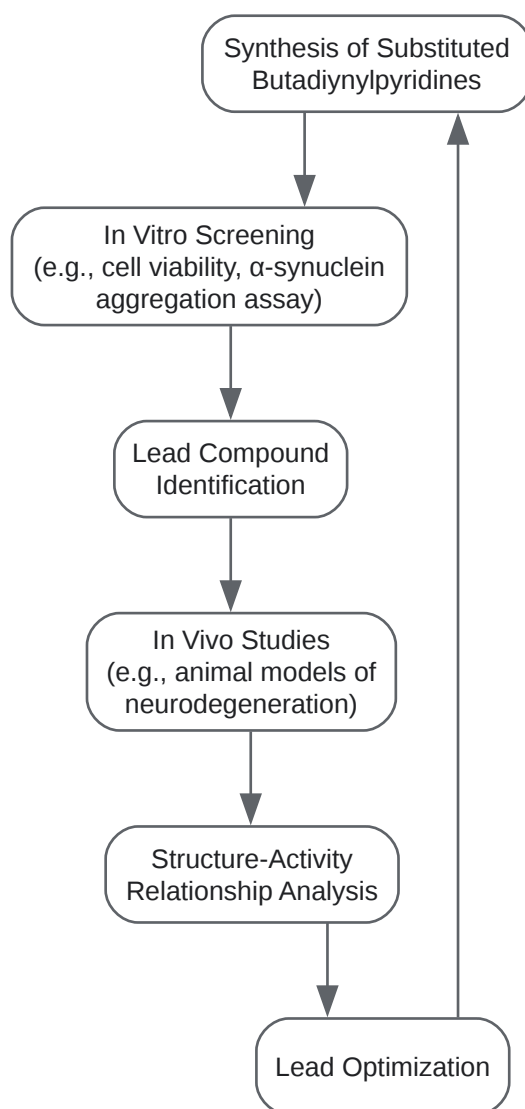 Synthesis of Substituted
Butadiynylpyridines
In Vitro Screening
(e.g., cell viability, α-synuclein
aggregation assay)
Lead Compound
Identification
In Vivo Studies
(e.g., animal models of
neurodegeneration)
Structure-Activity
Relationship Analysis
Lead Optimization